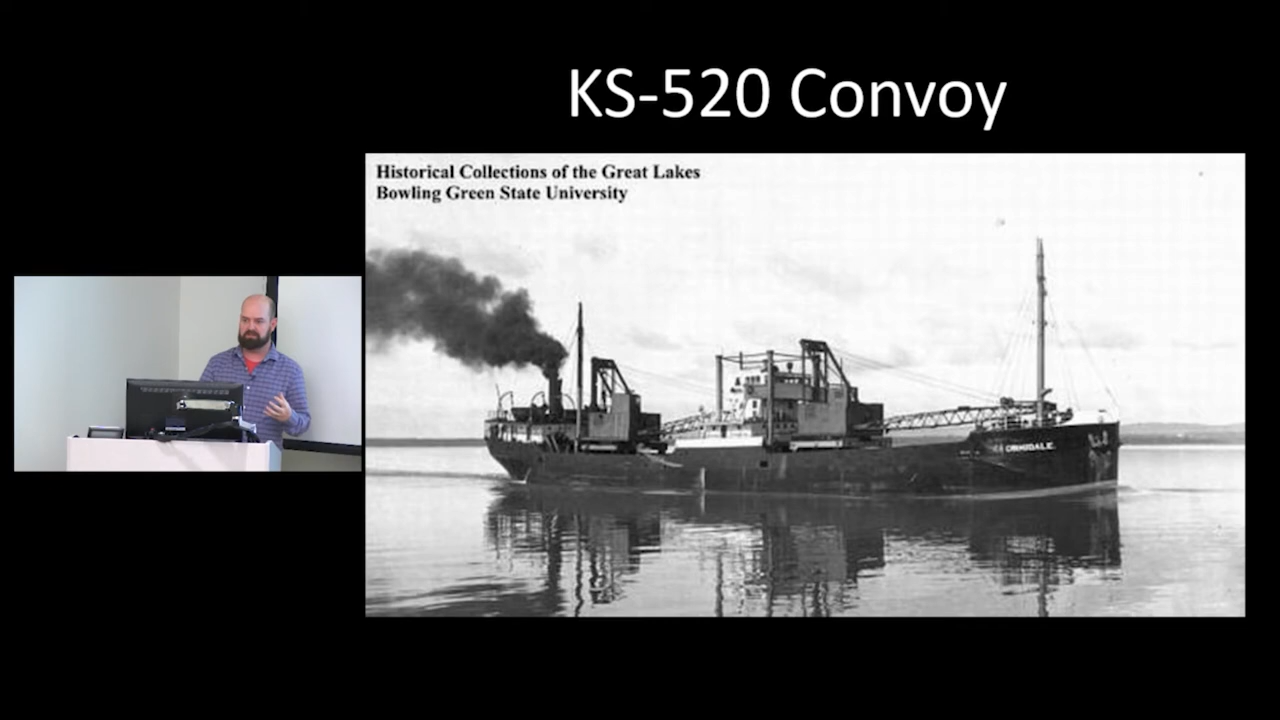 KS-520 Convoy
Historical Collections of the Great Lakes
Bowling Green State University